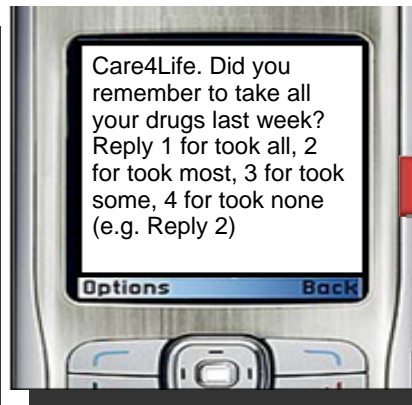 Care4Life. Did you
remember to take all
your drugs last week?
Reply 1 for took all, 2
for took most, 3 for took
some, 4 for took none
(e.g. Reply 2)
Options Back